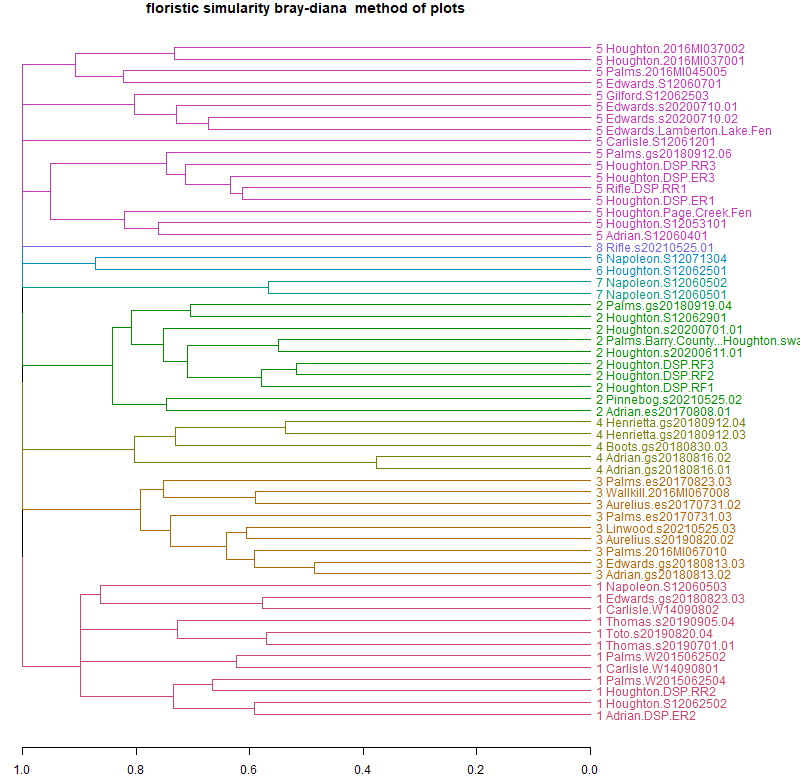 floristic simularity bray-diana method of plots
5 Houghton.2016MI037002
5 Houghton.2016MI037001
5 Palms.2016MI045005
5 Edwards.S12060701
5 Gilford.S12062503
5 Edwards.s20200710.01
5 Edwards.s20200710.02
5 Edwards.Lamberton.Lake.Fen
5 Carlisle.S12061201
5 Palms.gs20180912.06
5 Houghton.DSP.RR3
5 Houghton.DSP.ER3
5 Rifle.DSP.RR1
5 Houghton.DSP.ER1
5 Houghton.Page.Creek.Fen
5 Houghton.S12053101
5 Adrian.S12060401
8 Rifle.s20210525.01
6 Napoleon.S12071304
6 Houghton.S12062501
7 Napoleon.S12060502
7 Napoleon.S12060501
2 Palms.gs20180919.04
2 Houghton.S12062901
2 Houghton.s20200701.01
2 Palms.Barry.County...Houghton.swa
2 Houghton.s20200611.01
2 Houghton.DSP.RF3
2 Houghton.DSP.RF2
2 Houghton.DSP.RF1
2 Pinnebog.s20210525.02
2 Adrian.es20170808.01
4 Henrietta.gs20180912.04
4 Henrietta.gs20180912.03
4 Boots.gs20180830.03
4 Adrian.gs20180816.02
4 Adrian.gs20180816.01
3 Palms.es20170823.03
3 Wallkill.2016MI067008
3 Aurelius.es20170731.02
3 Palms.es20170731.03
3 Linwood.s20210525.03
3 Aurelius.s20190820.02
3 Palms.2016MI067010
3 Edwards.gs20180813.03
3 Adrian.gs20180813.02
1 Napoleon.S12060503
1 Edwards.gs20180823.03
1 Carlisle.W14090802
1 Thomas.s20190905.04
1 Toto.s20190820.04
1 Thomas.s20190701.01
1 Palms.W2015062502
1 Carlisle.W14090801
1 Palms.W2015062504
1 Houghton.DSP.RR2
1 Houghton.S12062502
1 Adrian.DSP.ER2
1.0 0.8 0.6 0.4 0.2 0.0